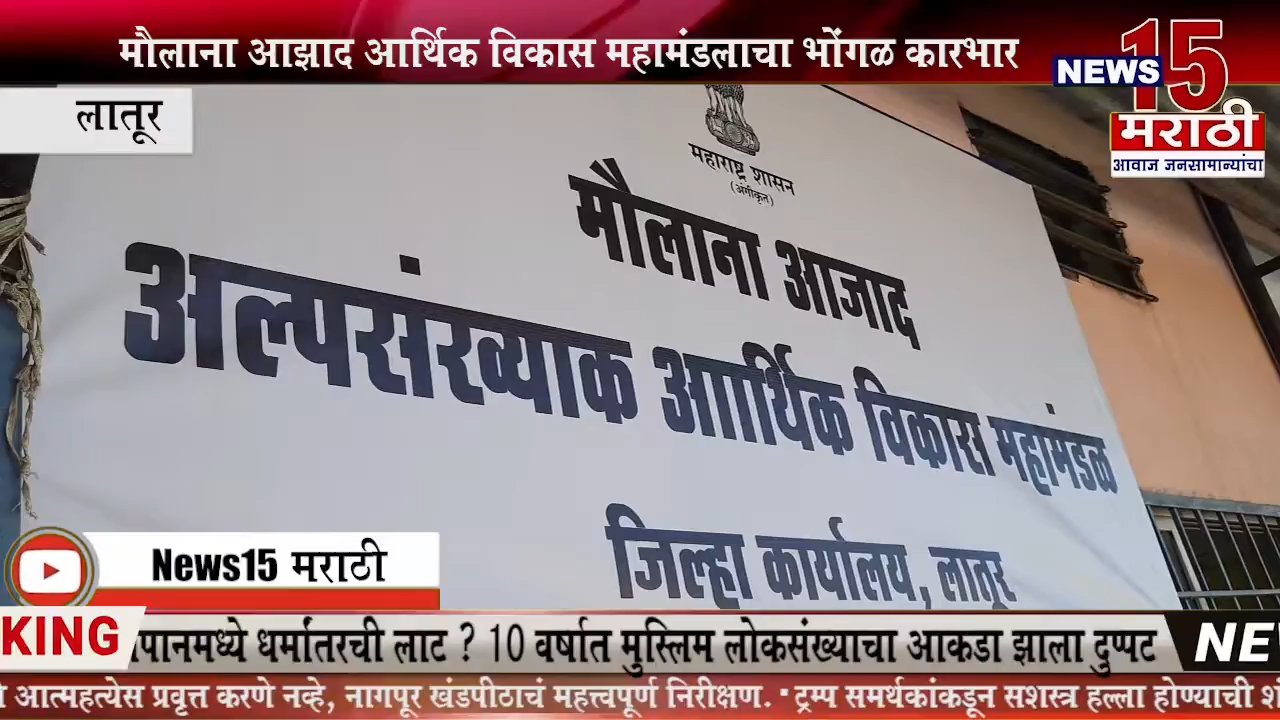 मौलाना आझाद आर्थिक विकास महामंडलाचा भोंगळ कारभार
NEWS 15
मराठी
आवाज जनसामान्यांचा
लातूर
महाराष्ट्र शासन
(अंगीकृत)
मौलाना आजाद
अल्पसंख्याक आर्थिक विकास महामंडळ
जिल्हा कार्यालय, लातूर
News15 मराठी
KING
पानमध्ये धर्मांतरची लाट ? 10 वर्षात मुस्लिम लोकसंख्याचा आकडा झाला दुप्पट
NE
आत्महत्येस प्रवृत्त करणे नव्हे, नागपूर खंडपीठाचं महत्त्वपूर्ण निरीक्षण. • ट्रम्प समर्थकांकडून सशस्त्र हल्ला होण्याची